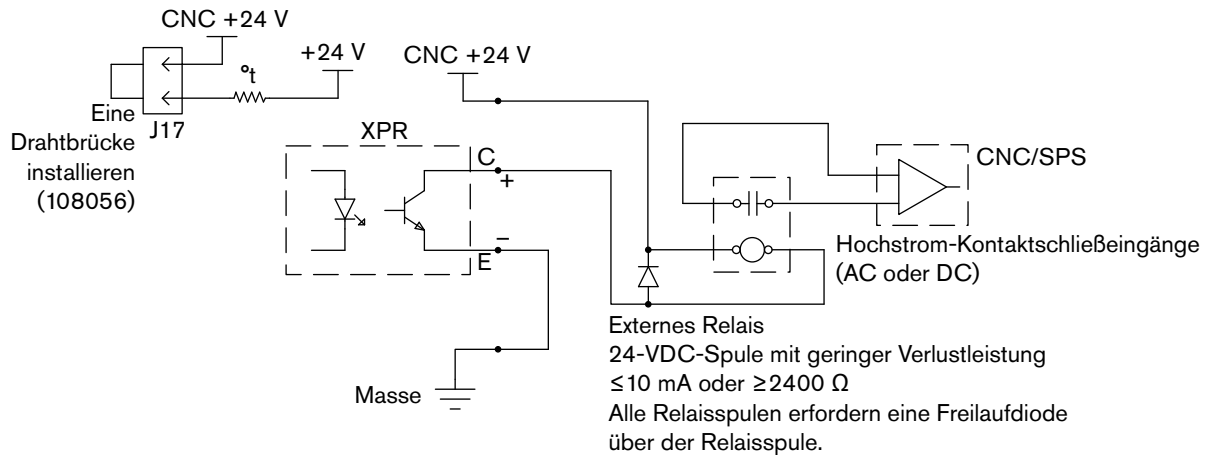 CNC +24 V
+24 V
CNC +24 V
°t
Eine
Drahtbrücke
installieren
(108056)
J17
XPR
C
+
–
E
CNC/SPS
Hochstrom-Kontaktschließeingänge
(AC oder DC)
Externes Relais
24-VDC-Spule mit geringer Verlustleistung
≤10 mA oder ≥2400 Ω
Alle Relaisspulen erfordern eine Freilaufdiode
über der Relaisspule.
Masse